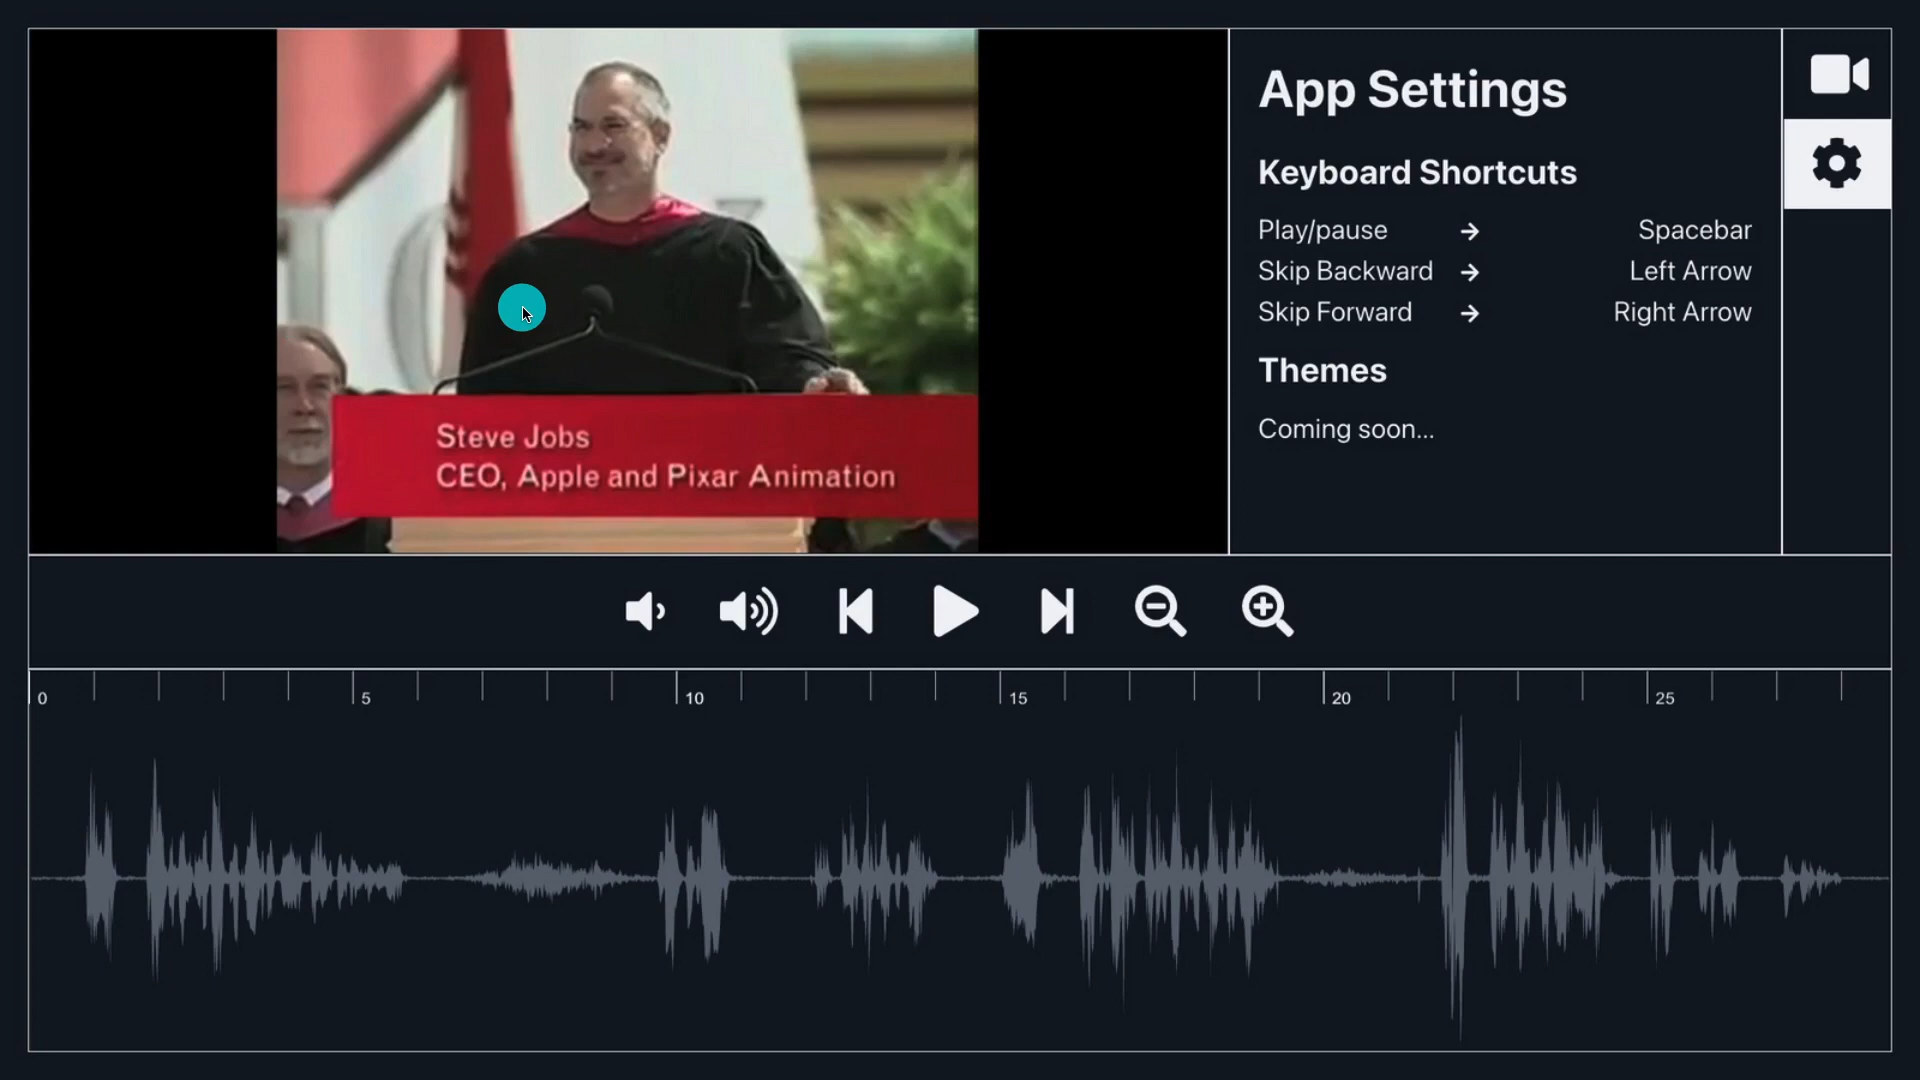 Steve Jobs
CEO, Apple and Pixar Animation
App Settings
Keyboard Shortcuts
Play/pause → Spacebar
Skip Backward → Left Arrow
Skip Forward → Right Arrow
Themes
Coming soon...
0 5 10 15 20 25